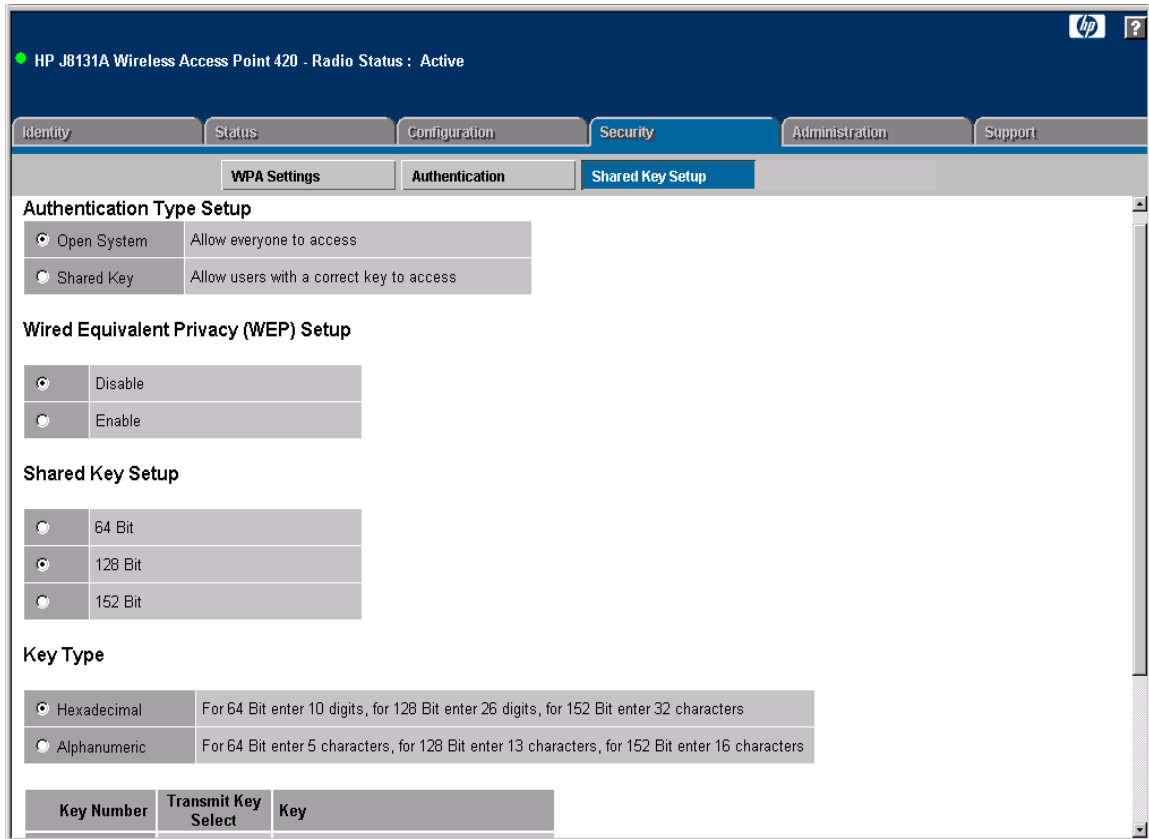 hp
?
HP J8131A Wireless Access Point 420 - Radio Status : Active
Identity Status Configuration Security Administration Support
WPA Settings Authentication Shared Key Setup
Authentication Type Setup
Open System Allow everyone to access
Shared Key Allow users with a correct key to access
Wired Equivalent Privacy (WEP) Setup
Disable
Enable
Shared Key Setup
64 Bit
128 Bit
152 Bit
Key Type
Hexadecimal For 64 Bit enter 10 digits, for 128 Bit enter 26 digits, for 152 Bit enter 32 characters
Alphanumeric For 64 Bit enter 5 characters, for 128 Bit enter 13 characters, for 152 Bit enter 16 characters
Key Number Transmit Key Select Key